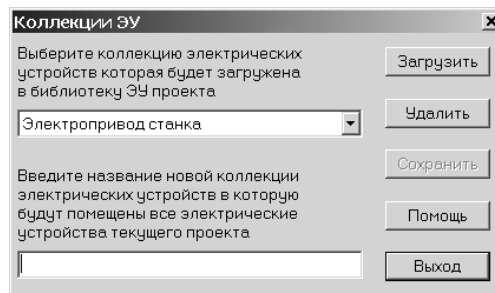 Коллекции ЭУ
Выберите коллекцию электрических
устройств которая будет загружена
в библиотеку ЭУ проекта
Электропривод станка
Введите название новой коллекции
электрических устройств в которую
будут помещены все электрические
устройства текущего проекта
Загрузить
Удалить
Сохранить
Помощь
Выход